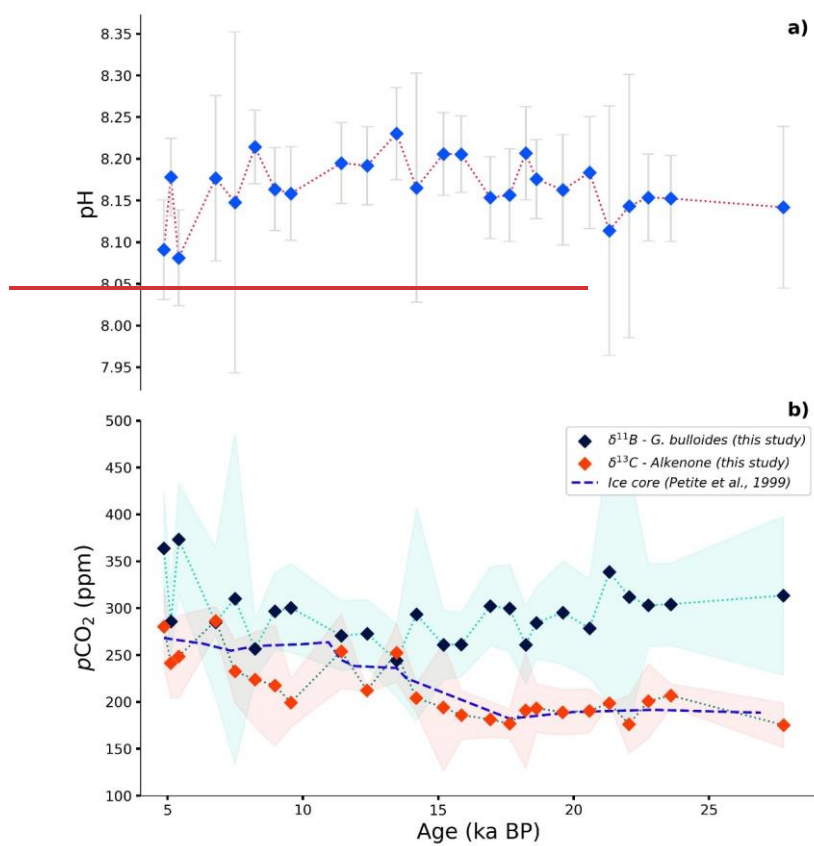 a)
8.35
8.30
8.25
8.20
8.15
8.10
8.05
8.00
7.95
pH
b)
500
450
400
350
300
250
200
150
100
pCO2 (ppm)
δ11B - G. bulloides (this study)
δ13C - Alkenone (this study)
Ice core (Petite et al., 1999)
5 10 15 20 25
Age (ka BP)